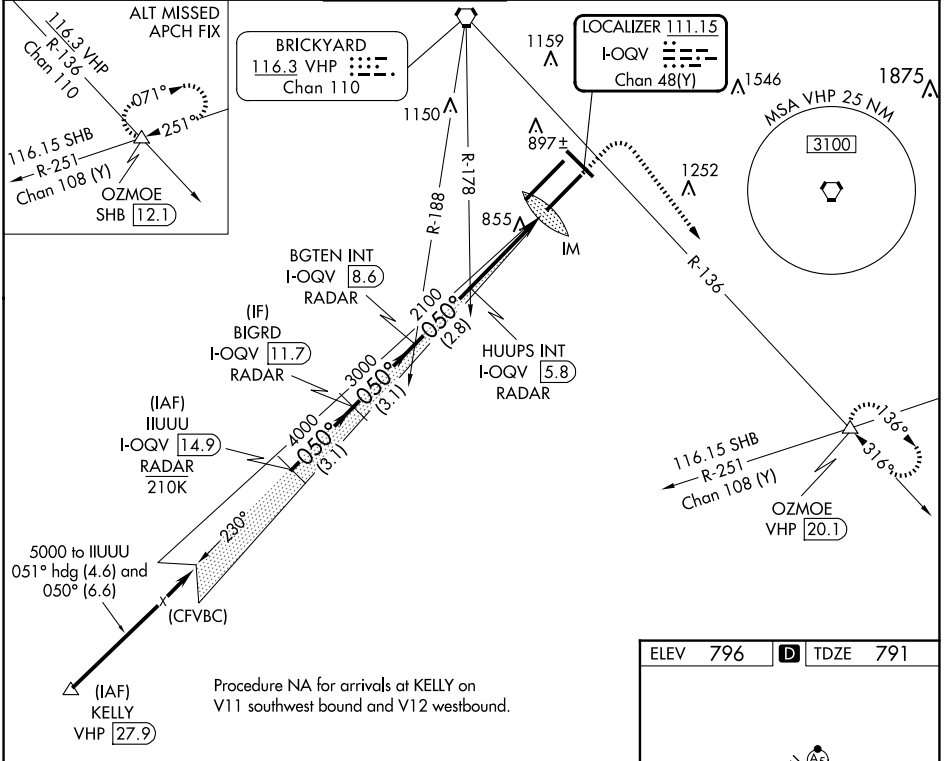 ALT MISSED
APCH FIX
116.3 VHP
R-136
Chan 110
071°
251°
116.15 SHB
R-251
Chan 108 (Y)
OZMOE
SHB 12.1
BRICKYARD
116.3 VHP
Chan 110
LOCALIZER 111.15
I-OQV
Chan 48(Y)
1159
1546
1875
1150
897±
1252
855
MSA VHP 25 NM
3100
R-188
R-178
R-136
IM
BGTEN INT
I-OQV 8.6
RADAR
(IF)
BIGRD
I-OQV 11.7
RADAR
(IAF)
IIUUU
I-OQV 14.9
RADAR
210K
HUUPS INT
I-OQV 5.8
RADAR
2100
050°
(2.8)
3000
050°
(3.1)
4000
050°
(3.1)
230°
5000 to IIUUU
051° hdg (4.6) and
050° (6.6)
(CFVBC)
(IAF)
KELLY
VHP 27.9
Procedure NA for arrivals at KELLY on
V11 southwest bound and V12 westbound.
116.15 SHB
R-251
Chan 108 (Y)
136°
316°
OZMOE
VHP 20.1
ELEV 796 D TDZE 791
A5